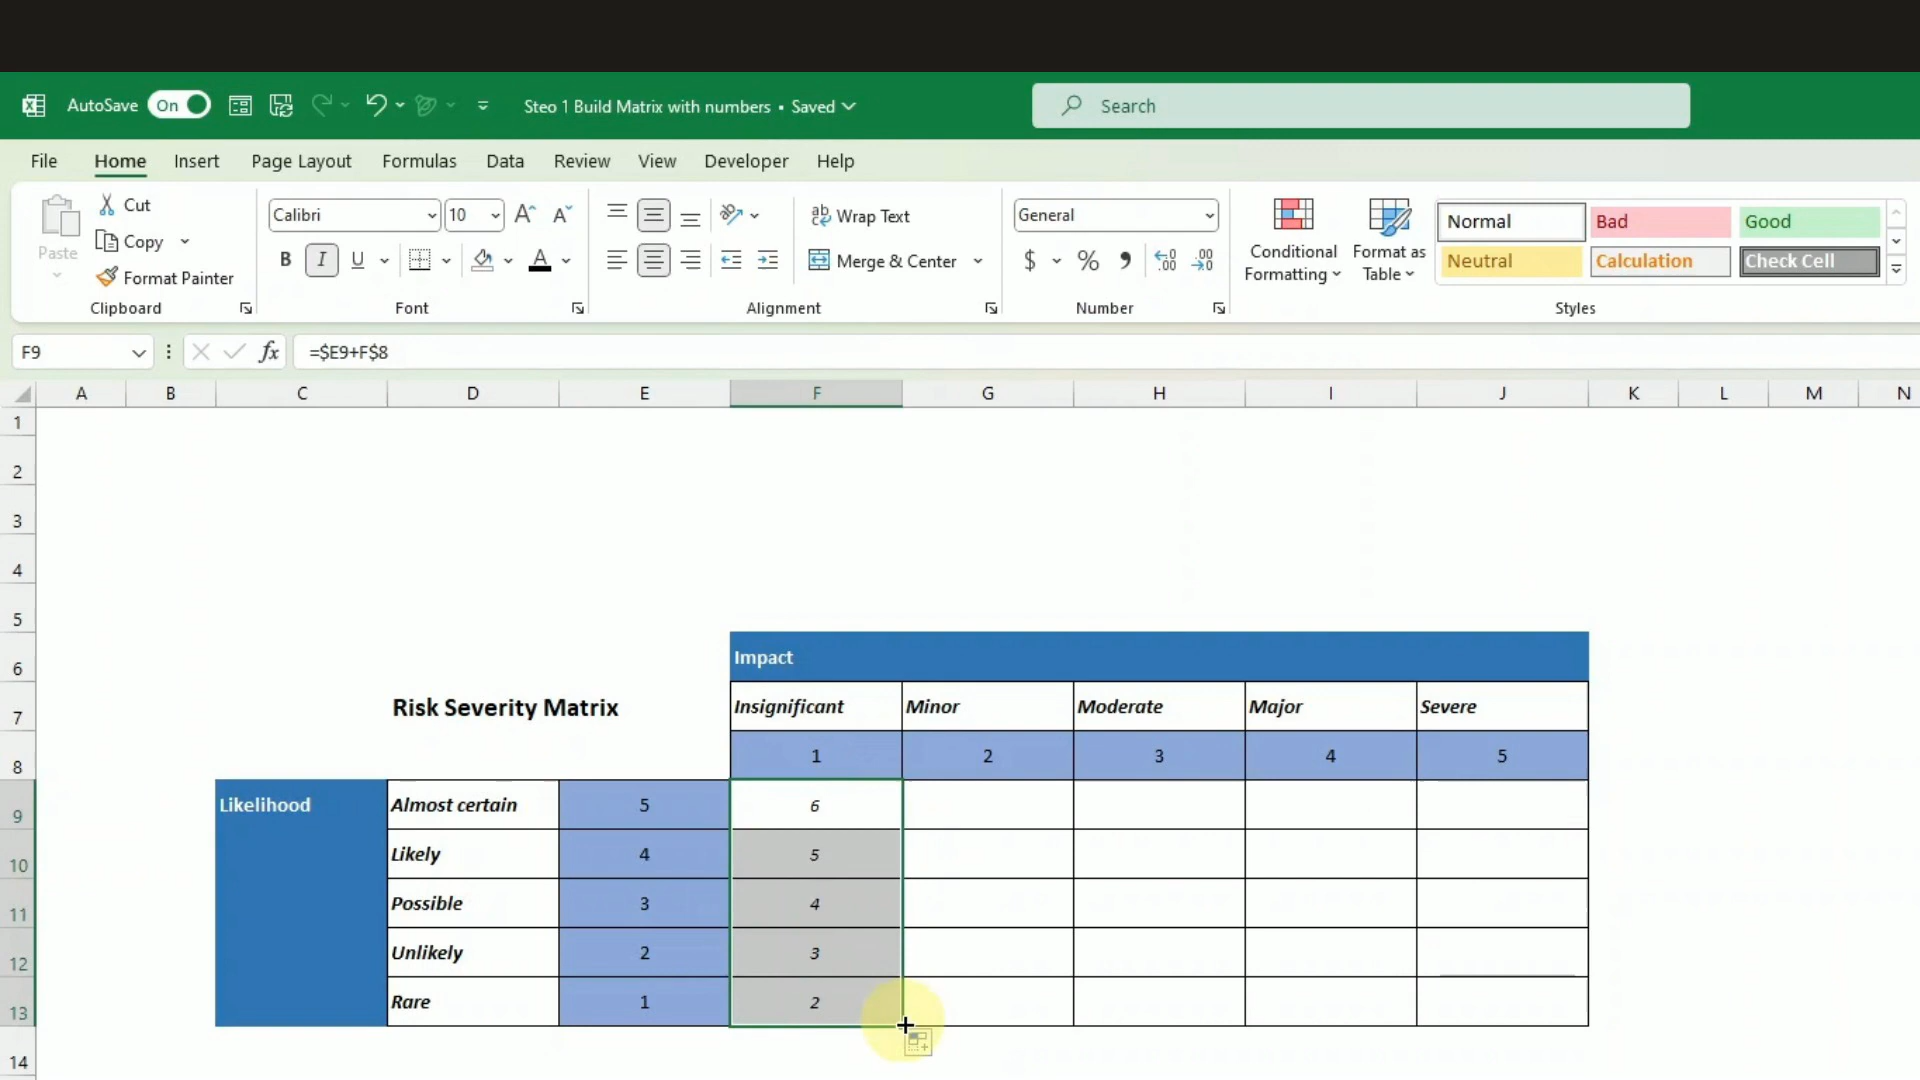 AutoSave On Steo 1 Build Matrix with numbers • Saved Search
File Home Insert Page Layout Formulas Data Review View Developer Help
Paste Cut Copy Format Painter Clipboard
Calibri 10 A A B I U A Font
ab Wrap Text Merge & Center Alignment
General $ % , .00 .00 Number
Conditional Formatting Format as Table
Normal Bad Good
Neutral Calculation Check Cell
Styles
F9 fx =$E9+F$8
A B C D E F G H I J K L M N
1
2
3
4
5
6 Impact
7 Risk Severity Matrix Insignificant Minor Moderate Major Severe
8 1 2 3 4 5
9 Likelihood Almost certain 5 6
10 Likely 4 5
11 Possible 3 4
12 Unlikely 2 3
13 Rare 1 2
14